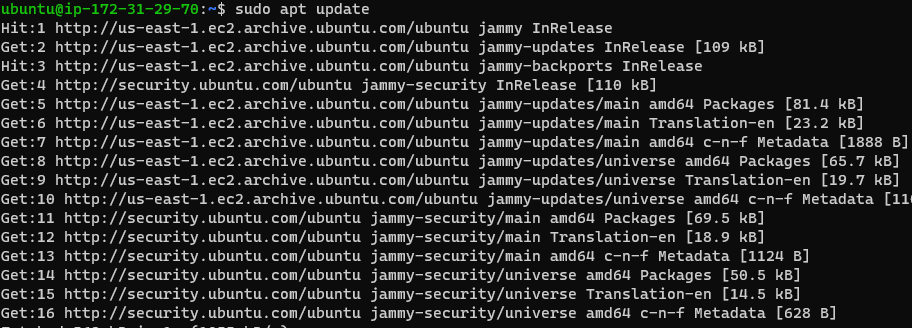 ubuntu@ip-172-31-29-70:~$ sudo apt update
Hit:1 http://us-east-1.ec2.archive.ubuntu.com/ubuntu jammy InRelease
Get:2 http://us-east-1.ec2.archive.ubuntu.com/ubuntu jammy-updates InRelease [109 kB]
Hit:3 http://us-east-1.ec2.archive.ubuntu.com/ubuntu jammy-backports InRelease
Get:4 http://security.ubuntu.com/ubuntu jammy-security InRelease [110 kB]
Get:5 http://us-east-1.ec2.archive.ubuntu.com/ubuntu jammy-updates/main amd64 Packages [81.4 kB]
Get:6 http://us-east-1.ec2.archive.ubuntu.com/ubuntu jammy-updates/main Translation-en [23.2 kB]
Get:7 http://us-east-1.ec2.archive.ubuntu.com/ubuntu jammy-updates/main amd64 c-n-f Metadata [1888 B]
Get:8 http://us-east-1.ec2.archive.ubuntu.com/ubuntu jammy-updates/universe amd64 Packages [65.7 kB]
Get:9 http://us-east-1.ec2.archive.ubuntu.com/ubuntu jammy-updates/universe Translation-en [19.7 kB]
Get:10 http://us-east-1.ec2.archive.ubuntu.com/ubuntu jammy-updates/universe amd64 c-n-f Metadata
Get:11 http://security.ubuntu.com/ubuntu jammy-security/main amd64 Packages [69.5 kB]
Get:12 http://security.ubuntu.com/ubuntu jammy-security/main Translation-en [18.9 kB]
Get:13 http://security.ubuntu.com/ubuntu jammy-security/main amd64 c-n-f Metadata [1124 B]
Get:14 http://security.ubuntu.com/ubuntu jammy-security/universe amd64 Packages [50.5 kB]
Get:15 http://security.ubuntu.com/ubuntu jammy-security/universe Translation-en [14.5 kB]
Get:16 http://security.ubuntu.com/ubuntu jammy-security/universe amd64 c-n-f Metadata [628 B]